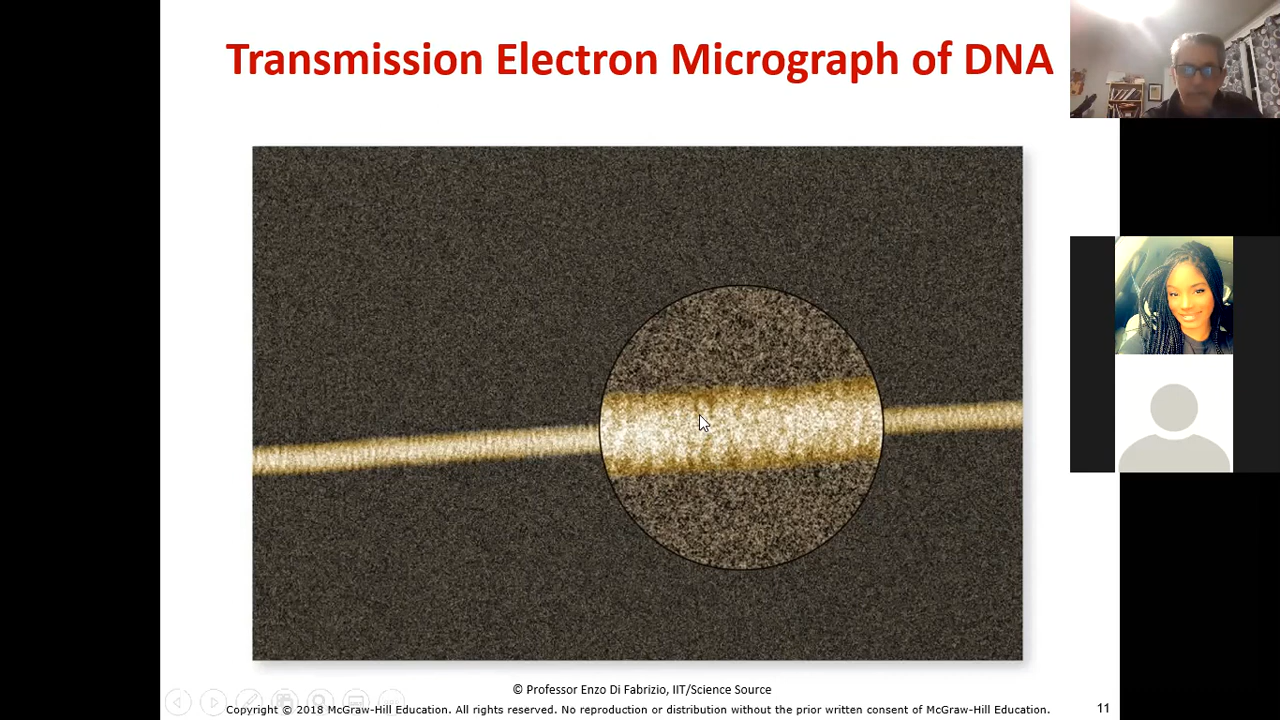 Transmission Electron Micrograph of DNA
© Professor Enzo Di Fabrizio, IIT/Science Source
Copyright © 2018 McGraw-Hill Education. All rights reserved. No reproduction or distribution without the prior written consent of McGraw-Hill Education.
11